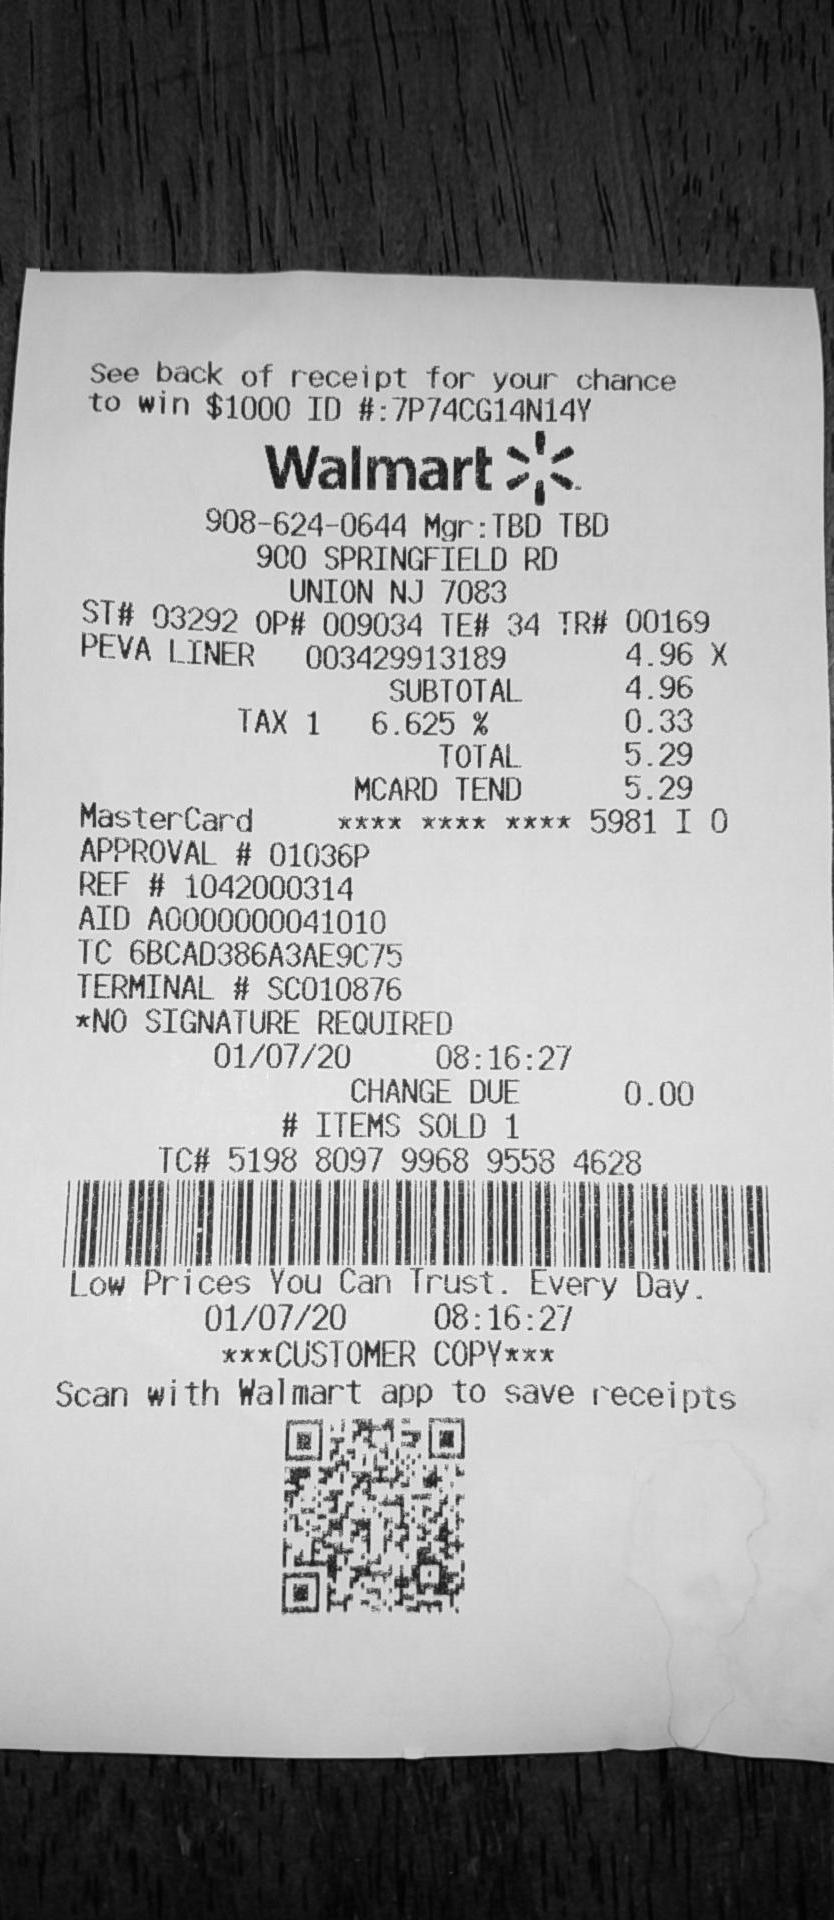 See back of receipt for your chance
to win $1000 ID #:7P74CG14N14Y
Walmart
908-624-0644 Mgr:TBD TBD
900 SPRINGFIELD RD
UNION NJ 7083
ST# 03292 OP# 009034 TE# 34 TR# 00169
PEVA LINER 003429913189 4.96 X
SUBTOTAL 4.96
TAX 1 6.625 % 0.33
TOTAL 5.29
MCARD TEND 5.29
MasterCard **** **** **** 5981 I 0
APPROVAL # 01036P
REF # 1042000314
AID A0000000041010
TC 6BCAD386A3AE9C75
TERMINAL # SC010876
*NO SIGNATURE REQUIRED
01/07/20 08:16:27
CHANGE DUE 0.00
# ITEMS SOLD 1
TC# 5198 8097 9968 9558 4628
Low Prices You Can Trust. Every Day.
01/07/20 08:16:27
***CUSTOMER COPY***
Scan with Walmart app to save receipts